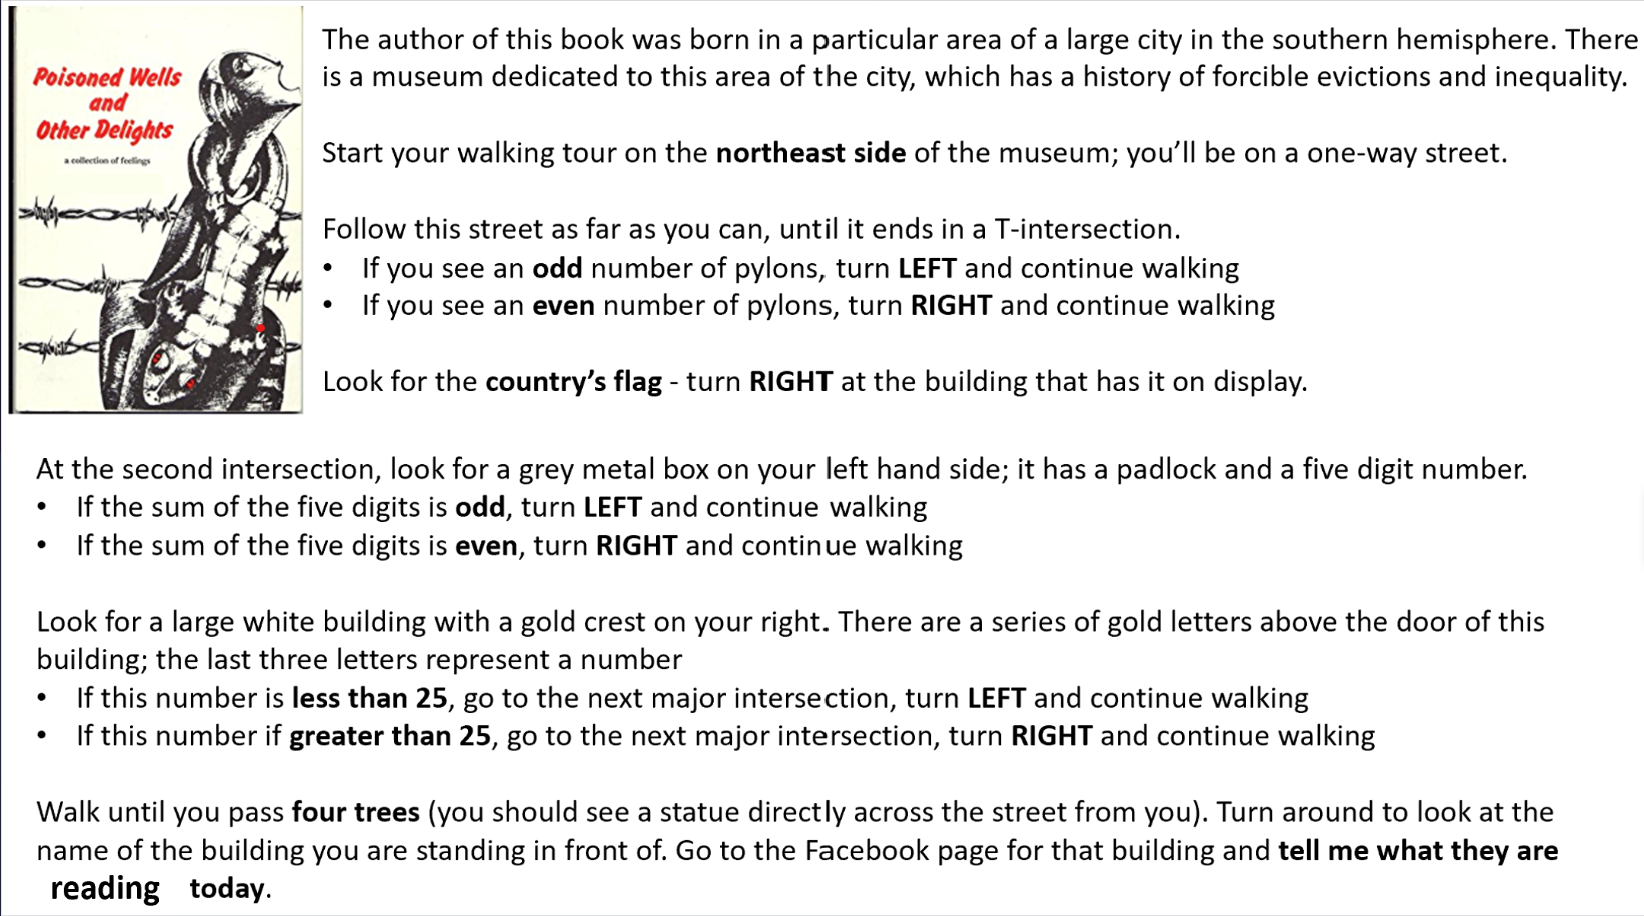 Poisoned Wells
and
Other Delights
a collection of feelings
The author of this book was born in a particular area of a large city in the southern hemisphere. There
is a museum dedicated to this area of the city, which has a history of forcible evictions and inequality.
Start your walking tour on the northeast side of the museum; you’ll be on a one-way street.
Follow this street as far as you can, until it ends in a T-intersection.
• If you see an odd number of pylons, turn LEFT and continue walking
• If you see an even number of pylons, turn RIGHT and continue walking
Look for the country’s flag - turn RIGHT at the building that has it on display.
At the second intersection, look for a grey metal box on your left hand side; it has a padlock and a five digit number.
• If the sum of the five digits is odd, turn LEFT and continue walking
• If the sum of the five digits is even, turn RIGHT and continue walking
Look for a large white building with a gold crest on your right. There are a series of gold letters above the door of this
building; the last three letters represent a number
• If this number is less than 25, go to the next major intersection, turn LEFT and continue walking
• If this number if greater than 25, go to the next major intersection, turn RIGHT and continue walking
Walk until you pass four trees (you should see a statue directly across the street from you). Turn around to look at the
name of the building you are standing in front of. Go to the Facebook page for that building and tell me what they are
reading today.